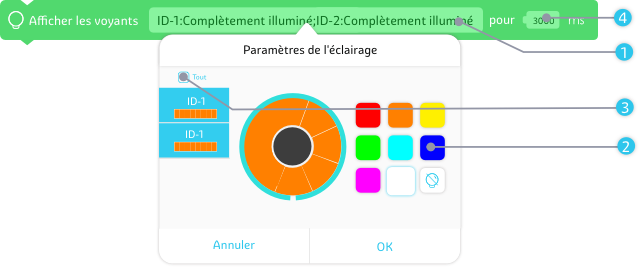 Afficher les voyants ID-1:Complètement illuminé;ID-2:Complètement illuminé pour 3000 ms
4
1
Paramètres de l'éclairage
Tout
ID-1
3
ID-1
2
Annuler
OK